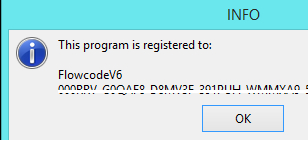 INFO
This program is registered to:
FlowcodeV6
OK